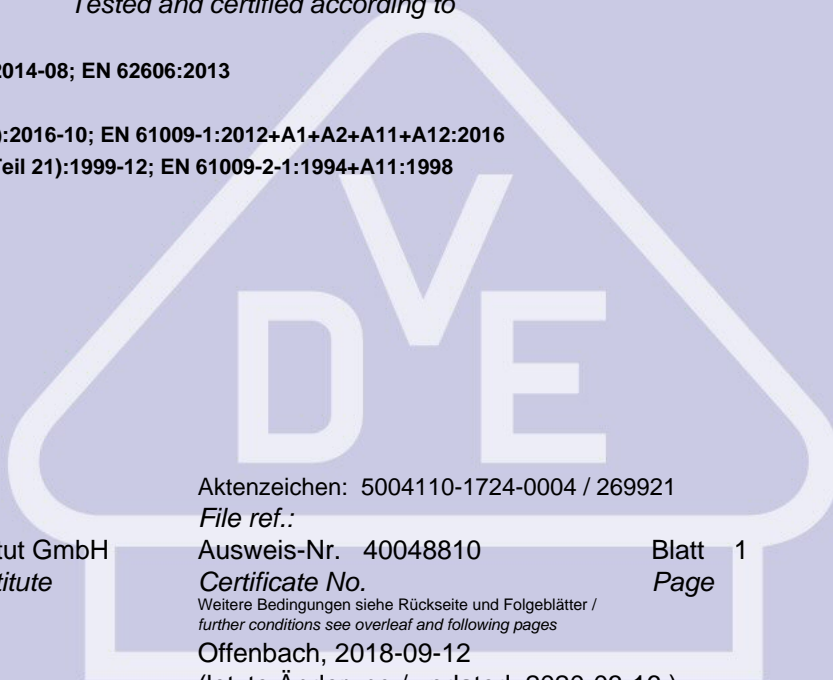 Tested and certified according to
2014-08; EN 62606:2013
):2016-10; EN 61009-1:2012+A1+A2+A11+A12:2016
Teil 21):1999-12; EN 61009-2-1:1994+A11:1998
D V E
Aktenzeichen: 5004110-1724-0004 / 269921
File ref.:
tut GmbH Ausweis-Nr. 40048810 Blatt 1
titute Certificate No. Page
Weitere Bedingungen siehe Rückseite und Folgeblätter /
further conditions see overleaf and following pages
Offenbach, 2018-09-12